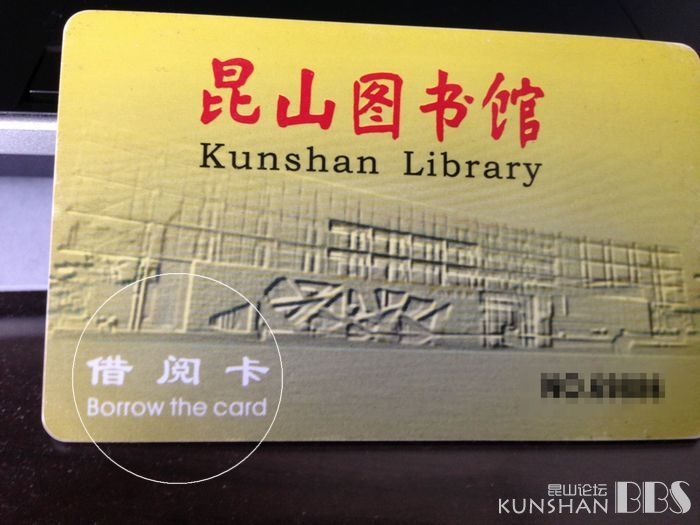 昆山图书馆
Kunshan Library
借阅卡
Borrow the card
昆山论坛
KUNSHAN BBS